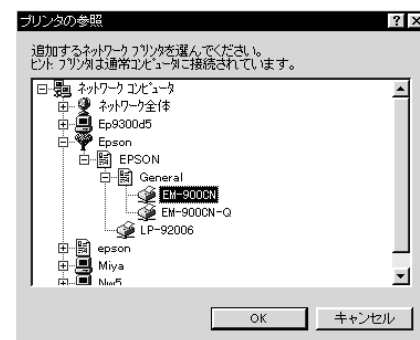 プリンタの参照
追加するネットワーク プリンタを選んでください。
ヒント: プリンタは通常コンピュータに接続されています。
ネットワーク コンピュータ
ネットワーク全体
Ep9300d5
Epson
EPSON
General
EM-900CN
EM-900CN-Q
LP-92006
epson
Miya
Nw5
OK
キャンセル